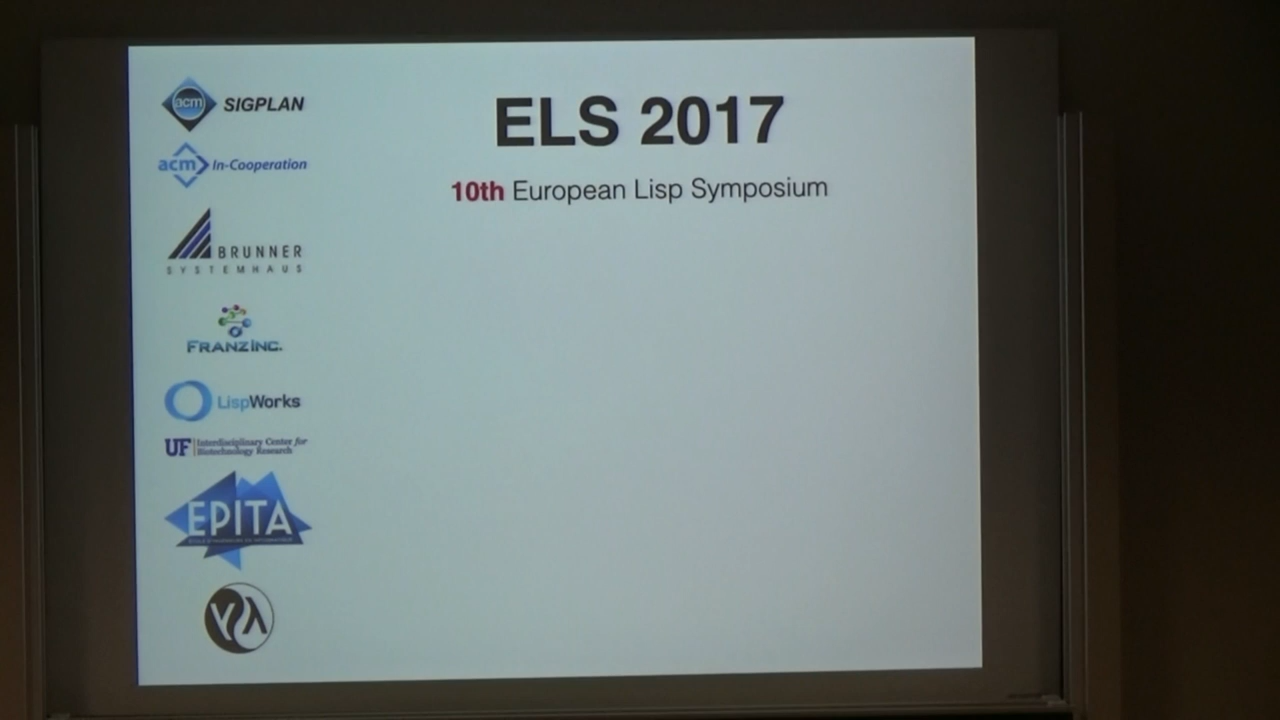 ELS 2017
10th European Lisp Symposium
acm SIGPLAN
acm In-Cooperation
BRUNNER
SYSTEMHAUS
FRANZ INC.
LispWorks
UF Interdisciplinary Center for
Biotechnology Research
EPITA